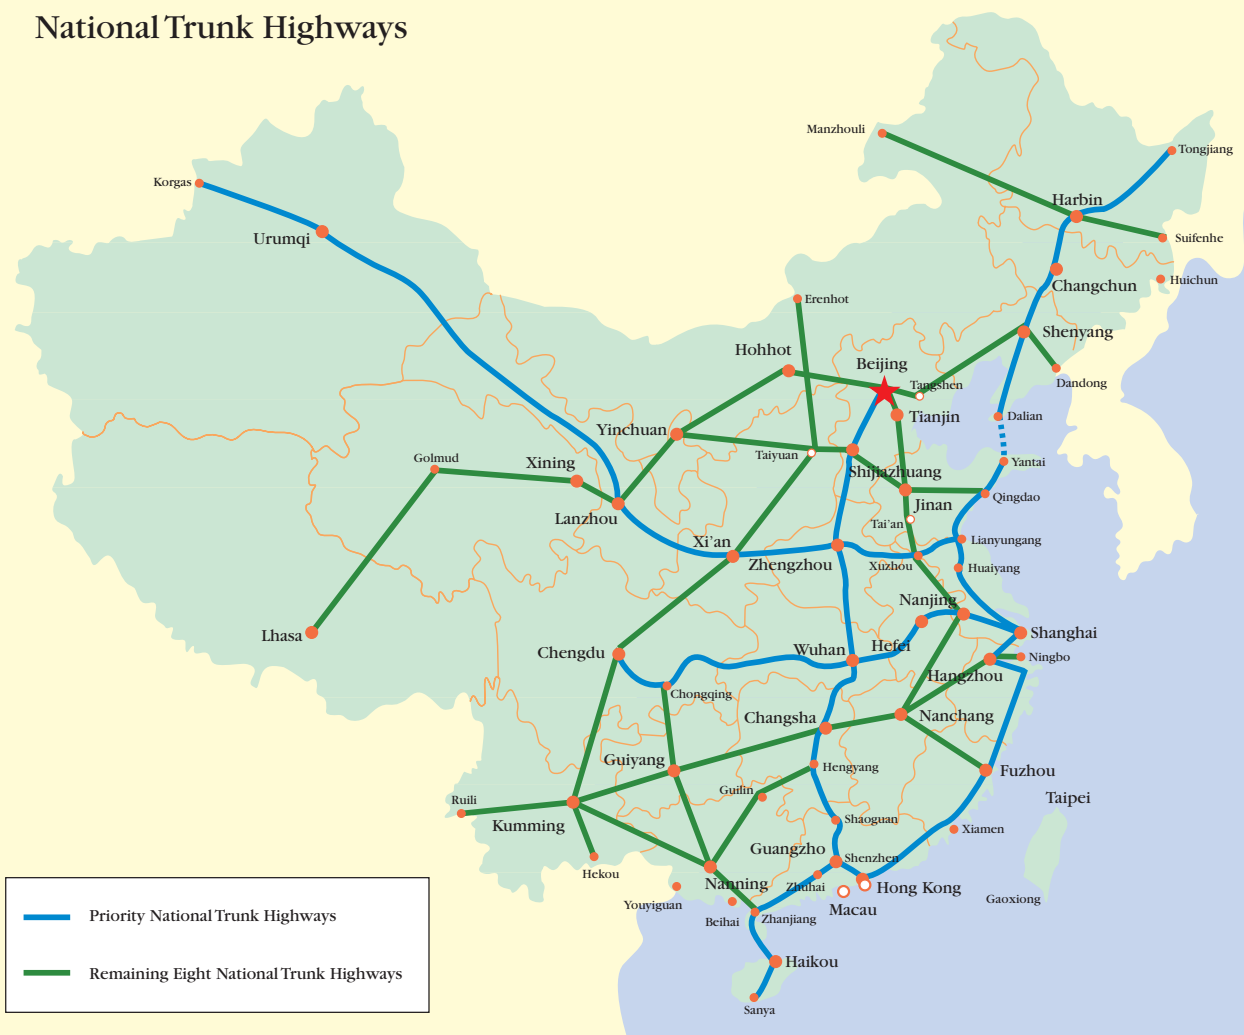 National Trunk Highways
Manzhouli
Tongjiang
Korgas
Harbin
Urumqi
Suifenhe
Huichun
Changchun
Erenhot
Shenyang
Hohhot
Beijing
Tangshen
Dandong
Tianjin
Dalian
Yinchuan
Taiyuan
Golmud
Xining
Yantai
Shijiazhuang
Qingdao
Jinan
Lanzhou
Tai'an
Xi'an
Lianyungang
Zhengzhou
Xuzhou
Huaiyang
Nanjing
Lhasa
Shanghai
Chengdu
Wuhan
Hefei
Ningbo
Hangzhou
Chongqing
Changsha
Nanchang
Guiyang
Hengyang
Fuzhou
Guilin
Taipei
Ruili
Kumming
Shaoguan
Xiamen
Guangzho
Shenzhen
Hekou
Nanning
Zhuhai
Hong Kong
Gaoxiong
Youyiguan
Macau
Beihai
Zhanjiang
Haikou
Sanya
Priority National Trunk Highways
Remaining Eight National Trunk Highways